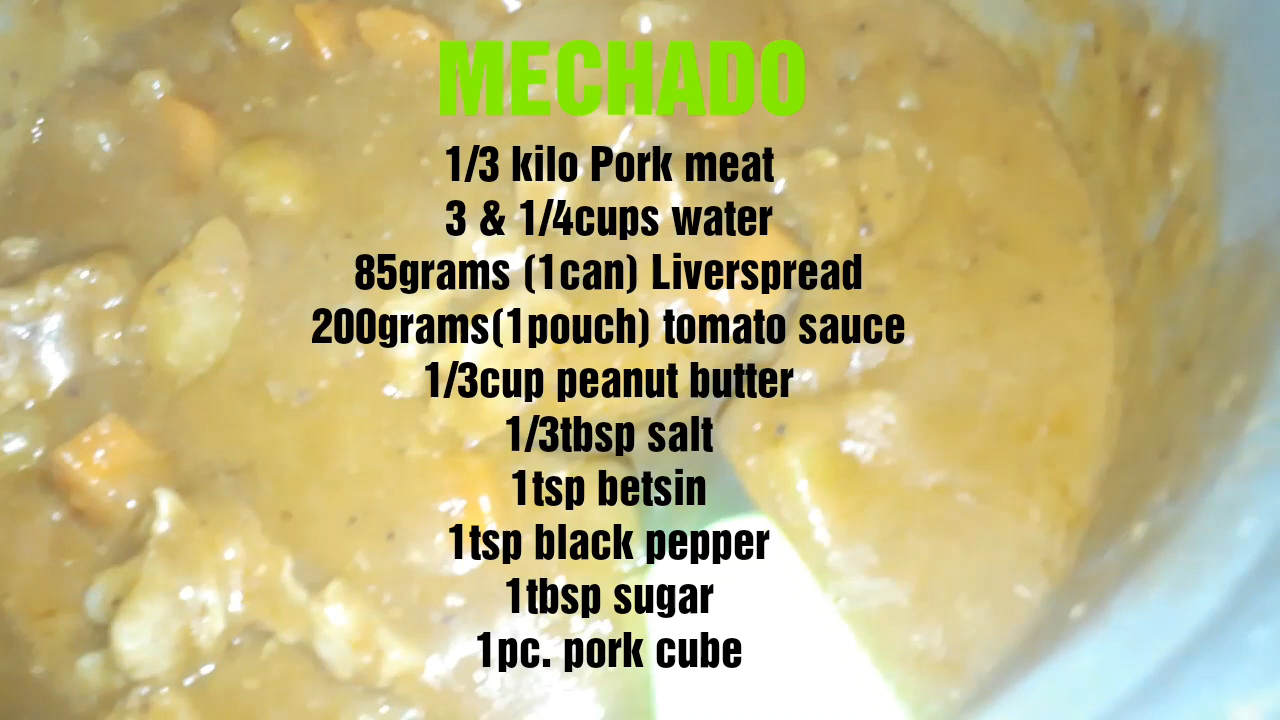 MECHADO
1/3 kilo Pork meat
3 & 1/4cups water
85grams (1can) Liverspread
200grams(1pouch) tomato sauce
1/3cup peanut butter
1/3tbsp salt
1tsp betsin
1tsp black pepper
1tbsp sugar
1pc. pork cube